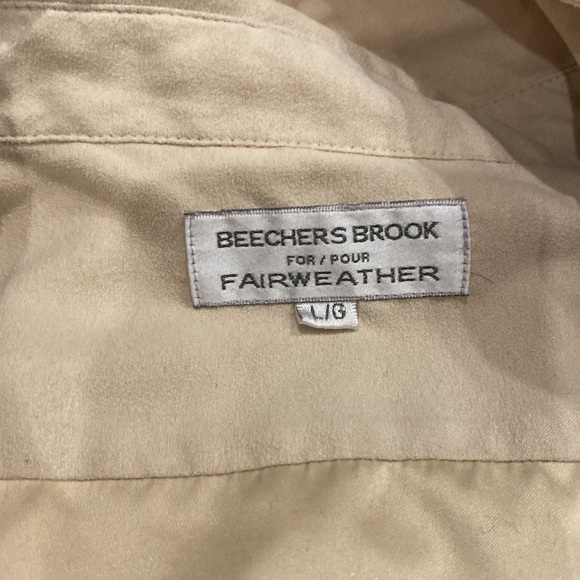 BEECHERS BROOK
FOR / POUR
FAIRWEATHER
L/G